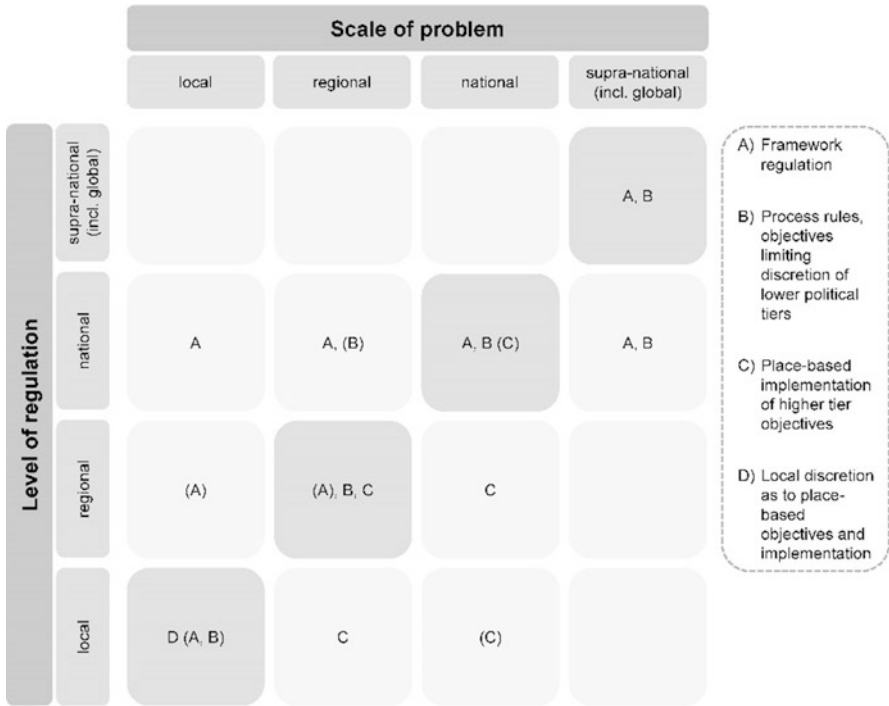 Scale of problem
local
regional
national
supra-national
(incl. global)
Level of regulation
supra-national
(incl. global)
A, B
national
A
A, (B)
A, B (C)
A, B
regional
(A)
(A), B, C
C
local
D (A, B)
C
(C)
A) Framework
regulation
B) Process rules,
objectives
limiting
discretion of
lower political
tiers
C) Place-based
implementation
of higher tier
objectives
D) Local discretion
as to place-
based
objectives and
implementation